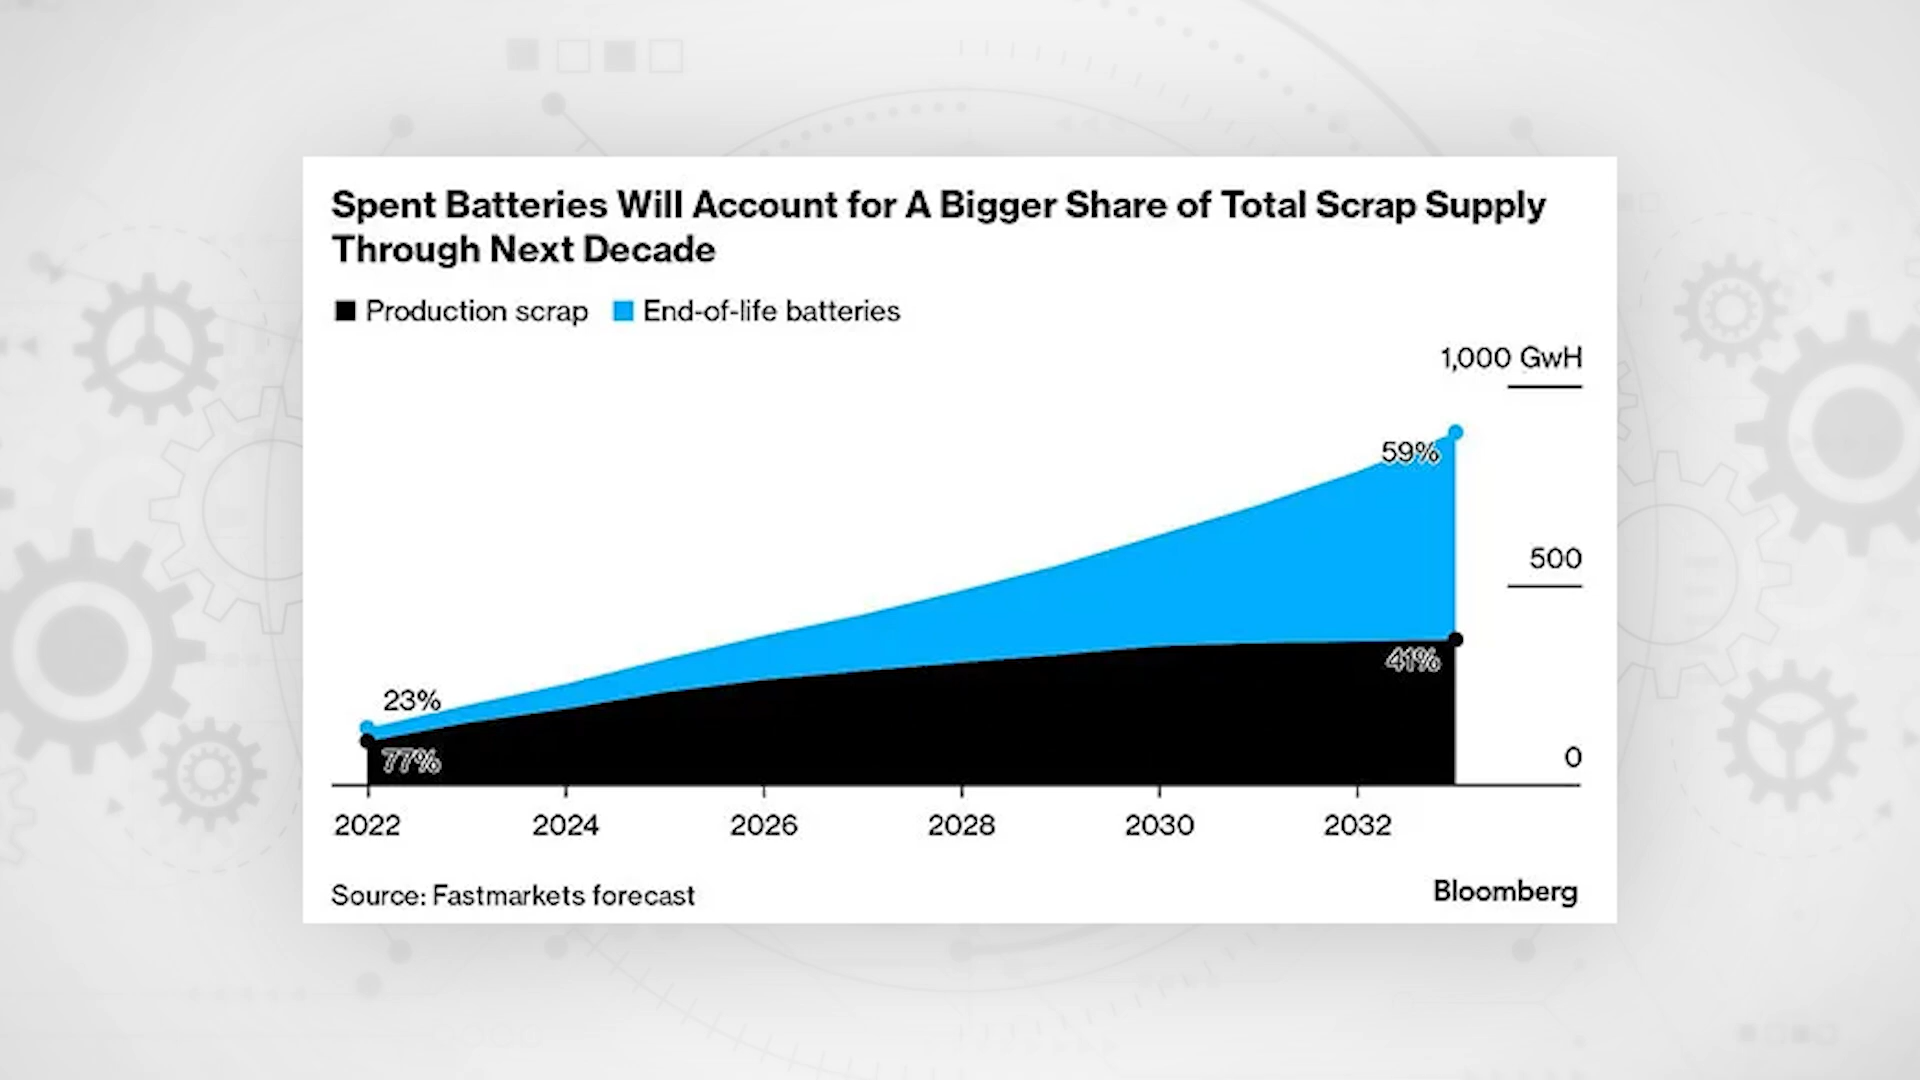 Spent Batteries Will Account for A Bigger Share of Total Scrap Supply
Through Next Decade
Production scrap End-of-life batteries
1,000 GwH
59%
500
41%
23%
77%
0
2022 2024 2026 2028 2030 2032
Source: Fastmarkets forecast
Bloomberg